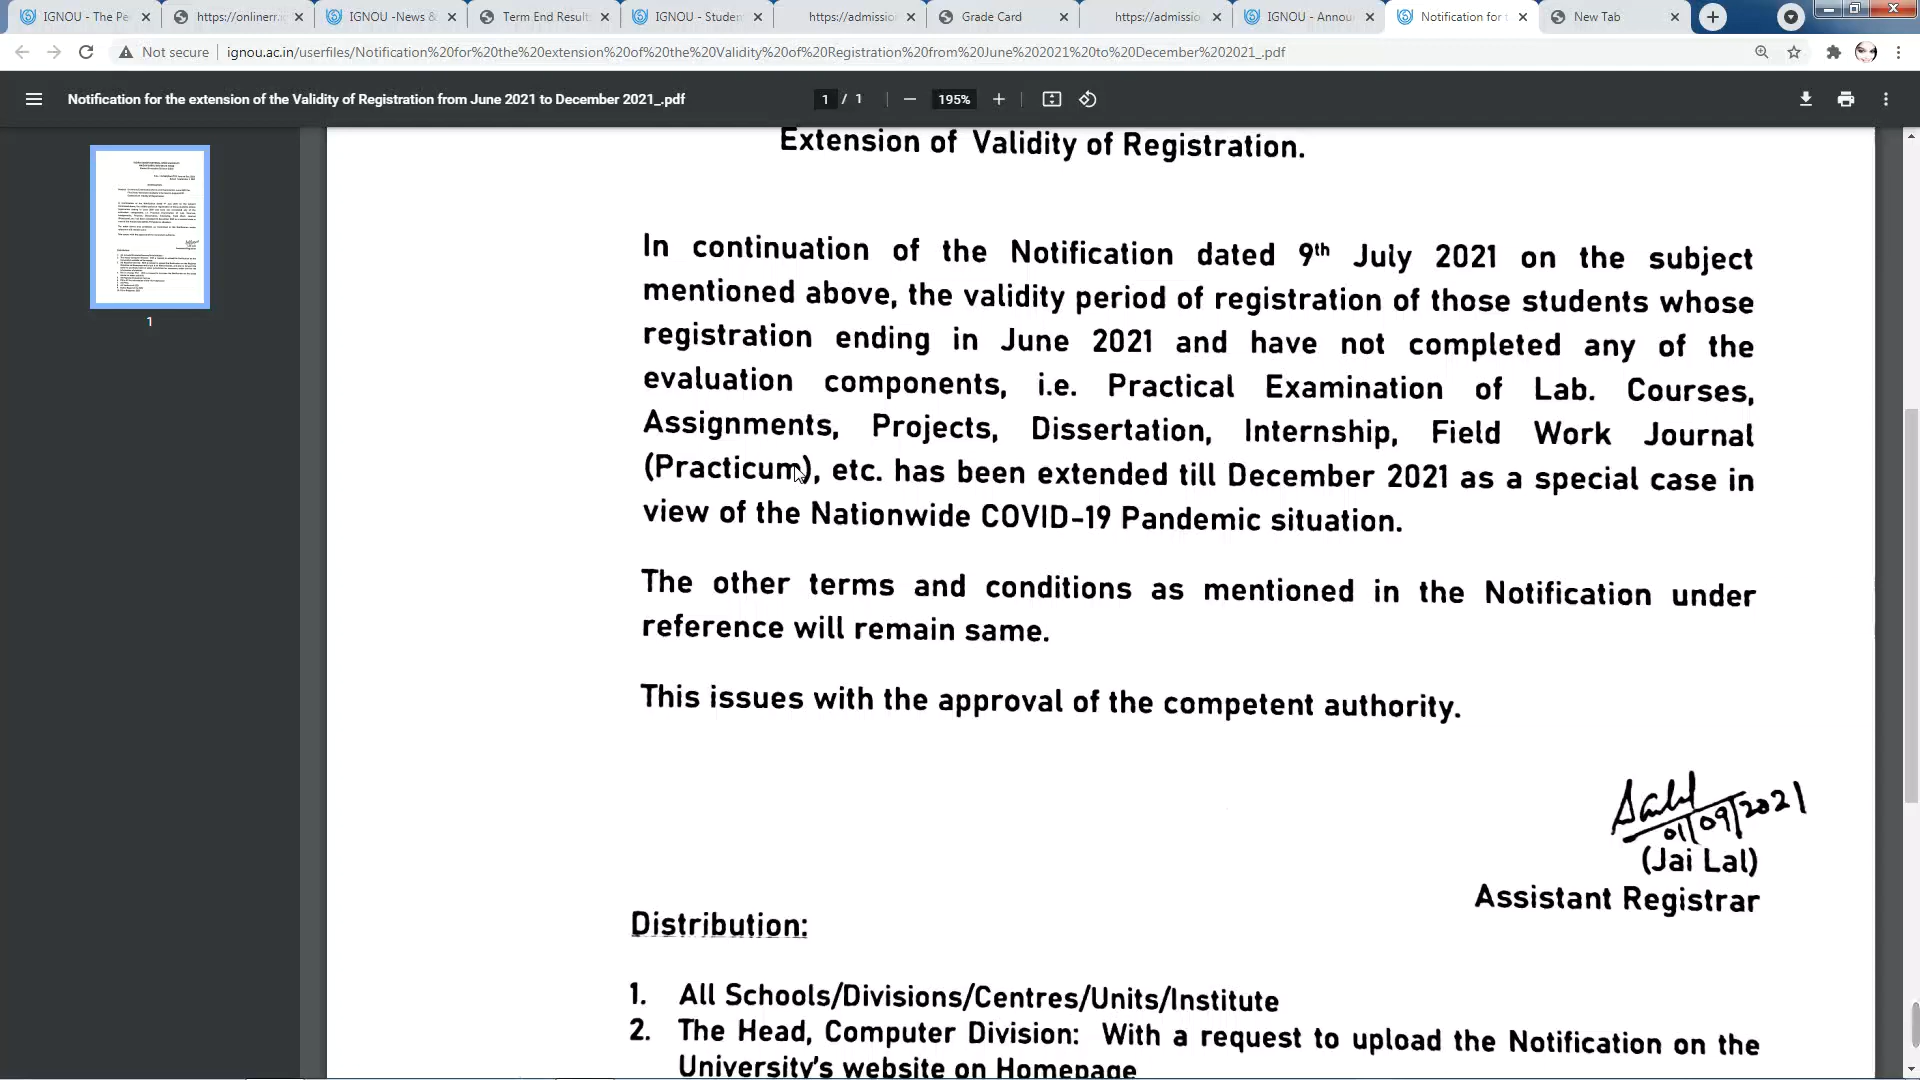 IGNOU - The Pe
https://onlinerr.ig
IGNOU -News &
Term End Result
IGNOU - Studen
https://admissio
Grade Card
https://admissio
IGNOU - Annou
Notification for t
New Tab
Not secure ignou.ac.in/userfiles/Notification%20for%20the%20extension%20of%20the%20Validity%20of%20Registration%20from%20June%202021%20to%20December%202021_.pdf
Notification for the extension of the Validity of Registration from June 2021 to December 2021_.pdf 1 / 1 195%
1
Extension of Validity of Registration.
In continuation of the Notification dated 9th July 2021 on the subject
mentioned above, the validity period of registration of those students whose
registration ending in June 2021 and have not completed any of the
evaluation components, i.e. Practical Examination of Lab. Courses,
Assignments, Projects, Dissertation, Internship, Field Work Journal
(Practicum), etc. has been extended till December 2021 as a special case in
view of the Nationwide COVID-19 Pandemic situation.
The other terms and conditions as mentioned in the Notification under
reference will remain same.
This issues with the approval of the competent authority.
01/09/2021
(Jai Lal)
Assistant Registrar
Distribution:
1. All Schools/Divisions/Centres/Units/Institute
2. The Head, Computer Division: With a request to upload the Notification on the
University's website on Homepage